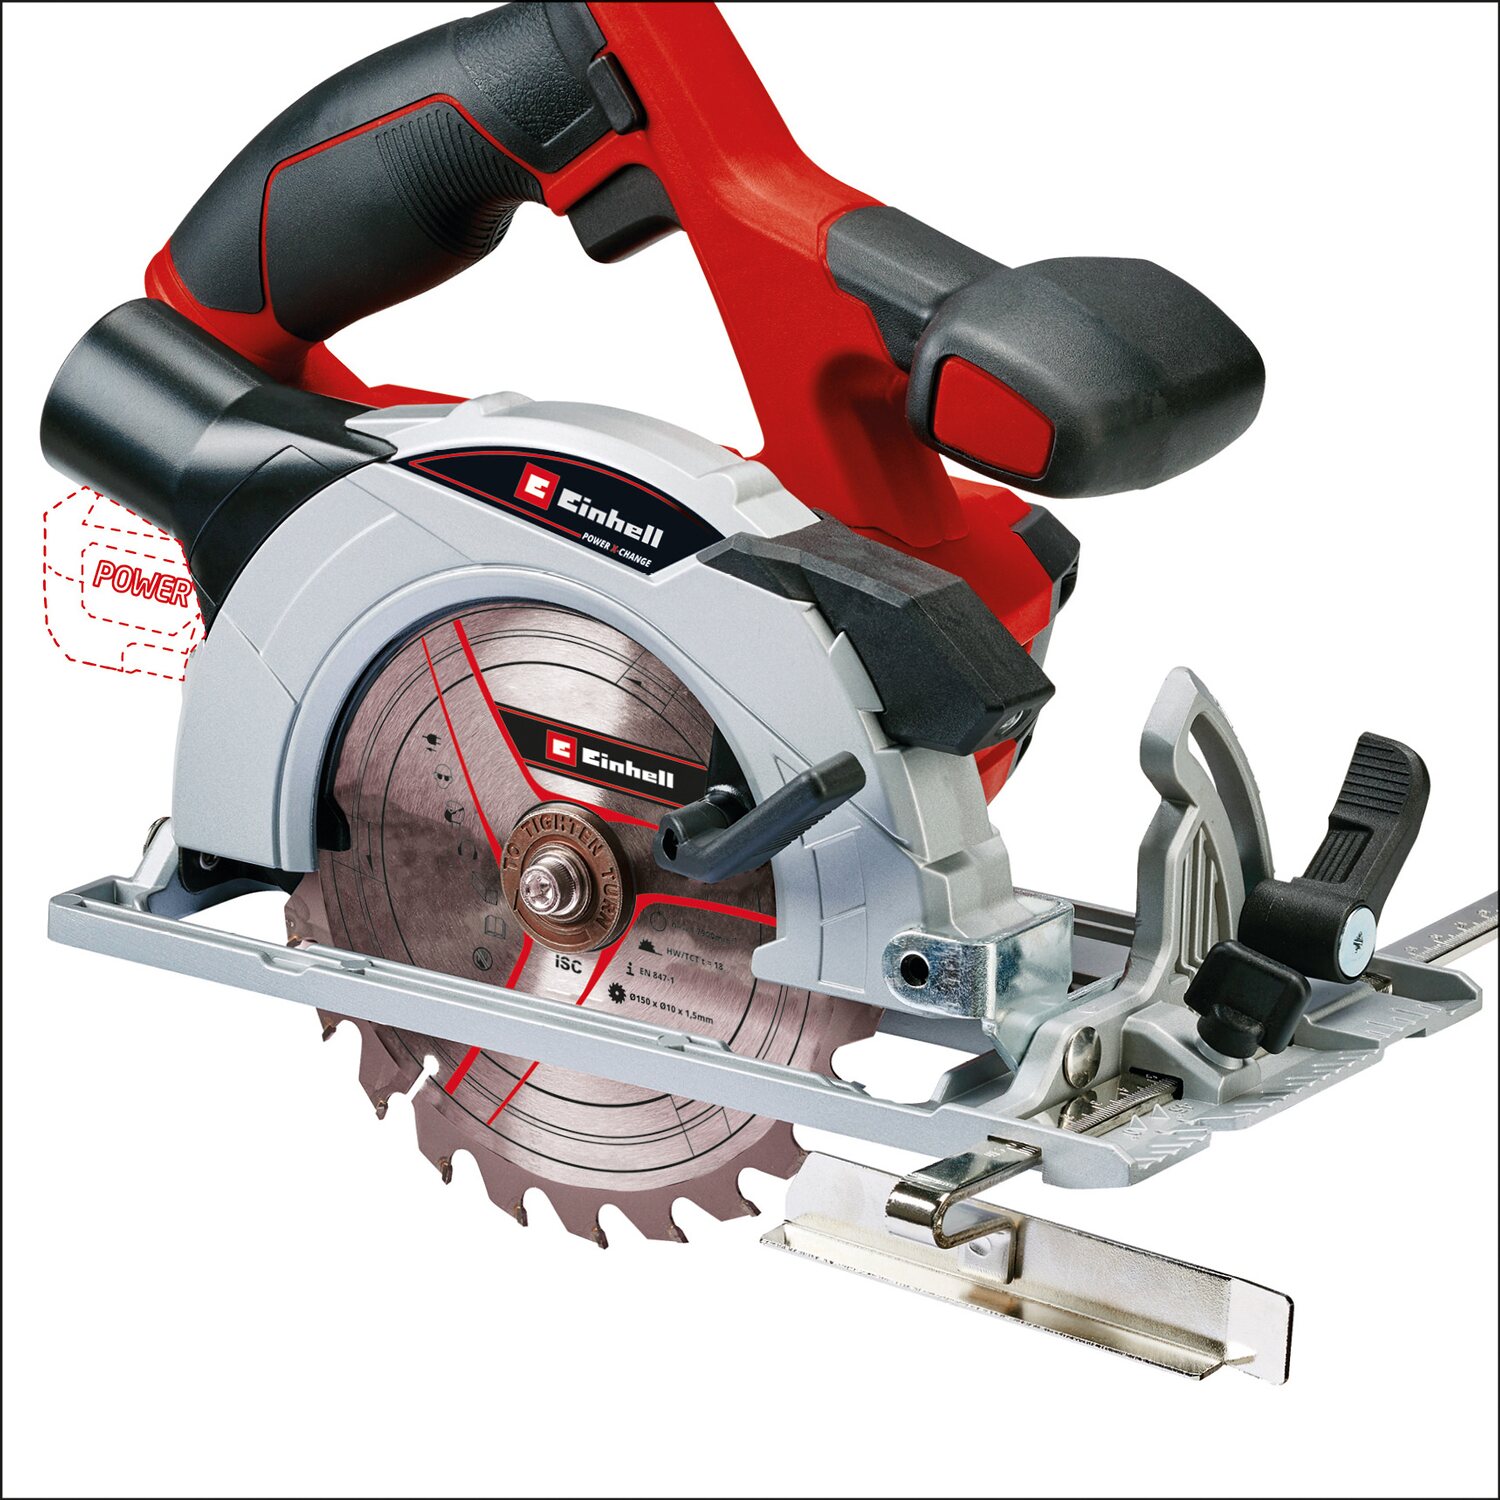 Einhell
POWER X-CHANGE
POWER
Einhell
TO TIGHTEN TURN
iSC
HW/TCT t = 18
EN 847-1
Ø150 x Ø10 x 1,5mm